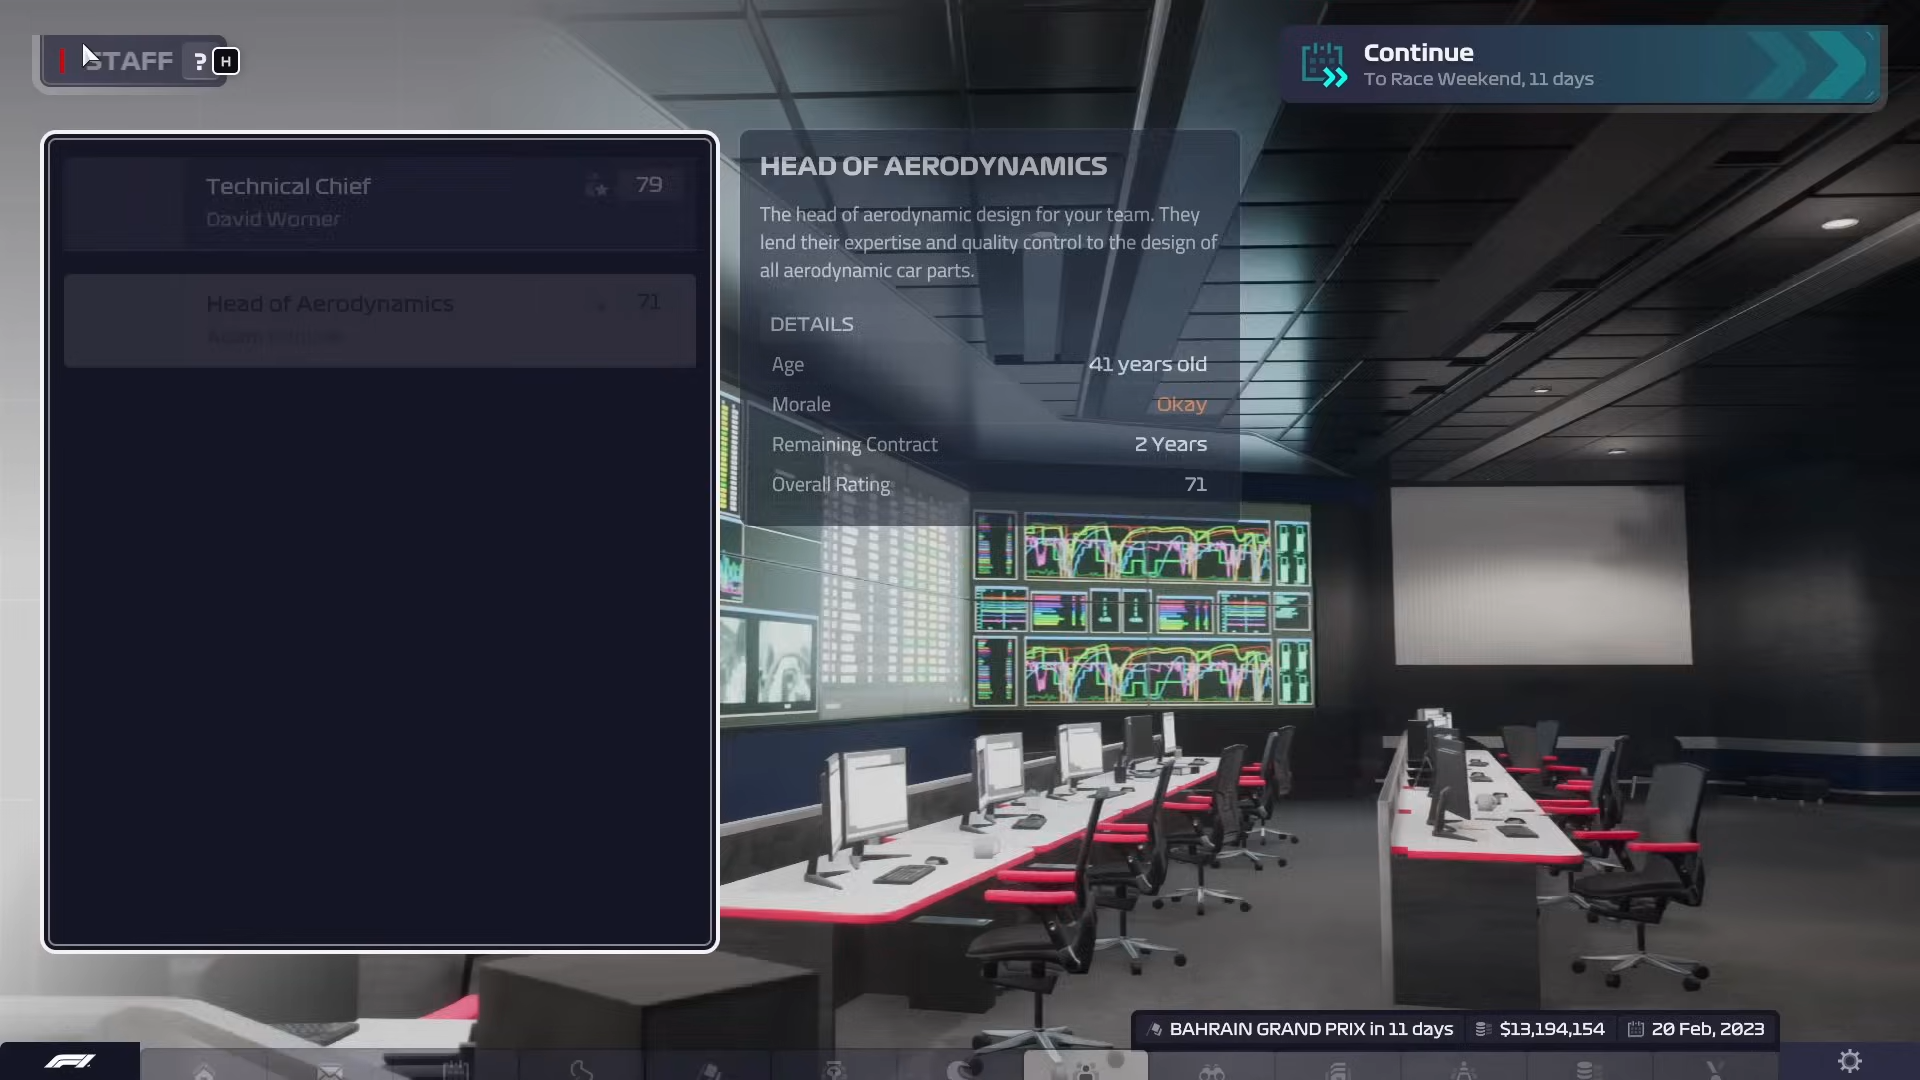 STAFF ? H
Continue
To Race Weekend, 11 days
Technical Chief 79
David Worner
Head of Aerodynamics 71
HEAD OF AERODYNAMICS
The head of aerodynamic design for your team. They
lend their expertise and quality control to the design of
all aerodynamic car parts.
DETAILS
Age 41 years old
Morale Okay
Remaining Contract 2 Years
Overall Rating 71
BAHRAIN GRAND PRIX in 11 days $13,194,154 20 Feb, 2023